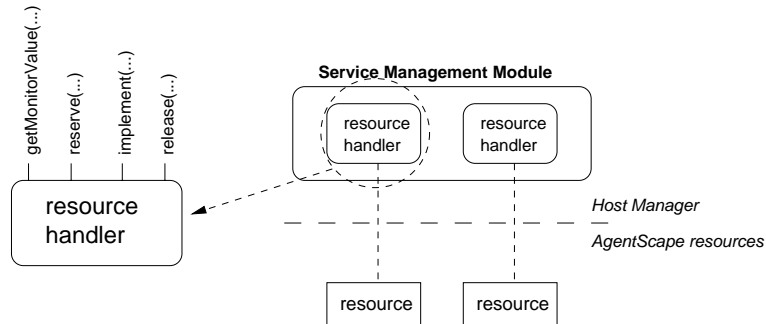 getMonitorValue(...)
reserve(...)
implement(...)
release(...)
resource
handler
Service Management Module
resource
handler
resource
handler
Host Manager
AgentScape resources
resource
resource